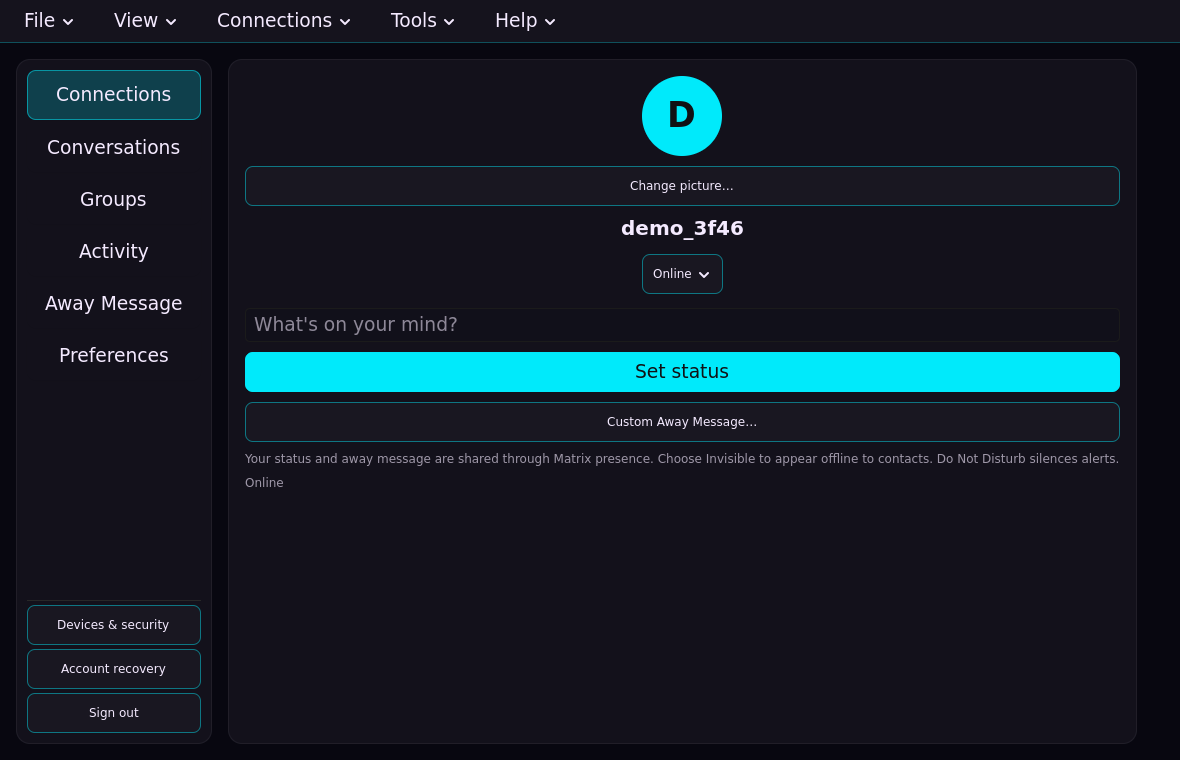 File
View
Connections
Tools
Help
Connections
Conversations
Groups
Activity
Away Message
Preferences
Devices & security
Account recovery
Sign out
D
Change picture...
demo_3f46
Online
What's on your mind?
Set status
Custom Away Message...
Your status and away message are shared through Matrix presence. Choose Invisible to appear offline to contacts. Do Not Disturb silences alerts.
Online